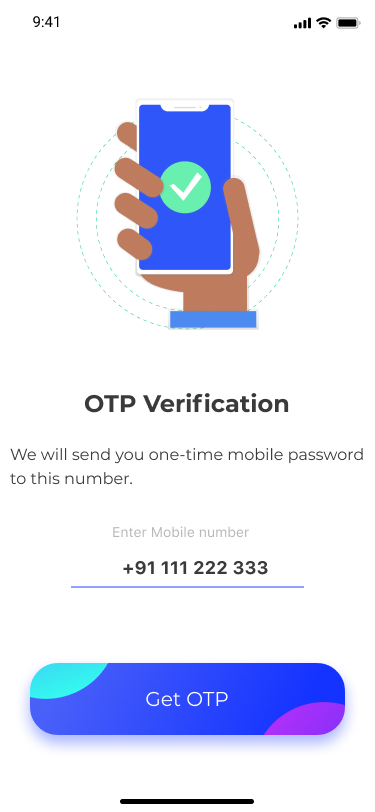 9:41
OTP Verification
We will send you one-time mobile password
to this number.
Enter Mobile number
+91 111 222 333
Get OTP